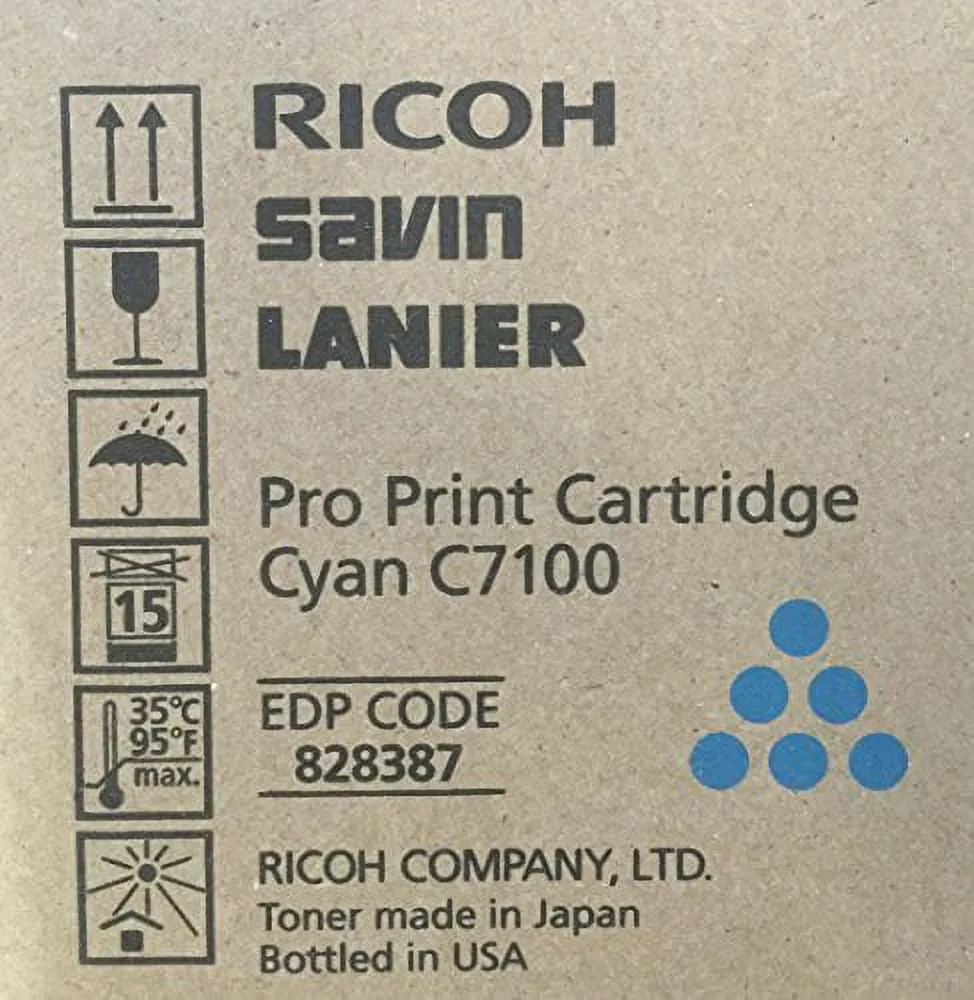 RICOH
savin
LANIER
Pro Print Cartridge
Cyan C7100
15
EDP CODE
828387
35°C
95°F
max.
RICOH COMPANY, LTD.
Toner made in Japan
Bottled in USA